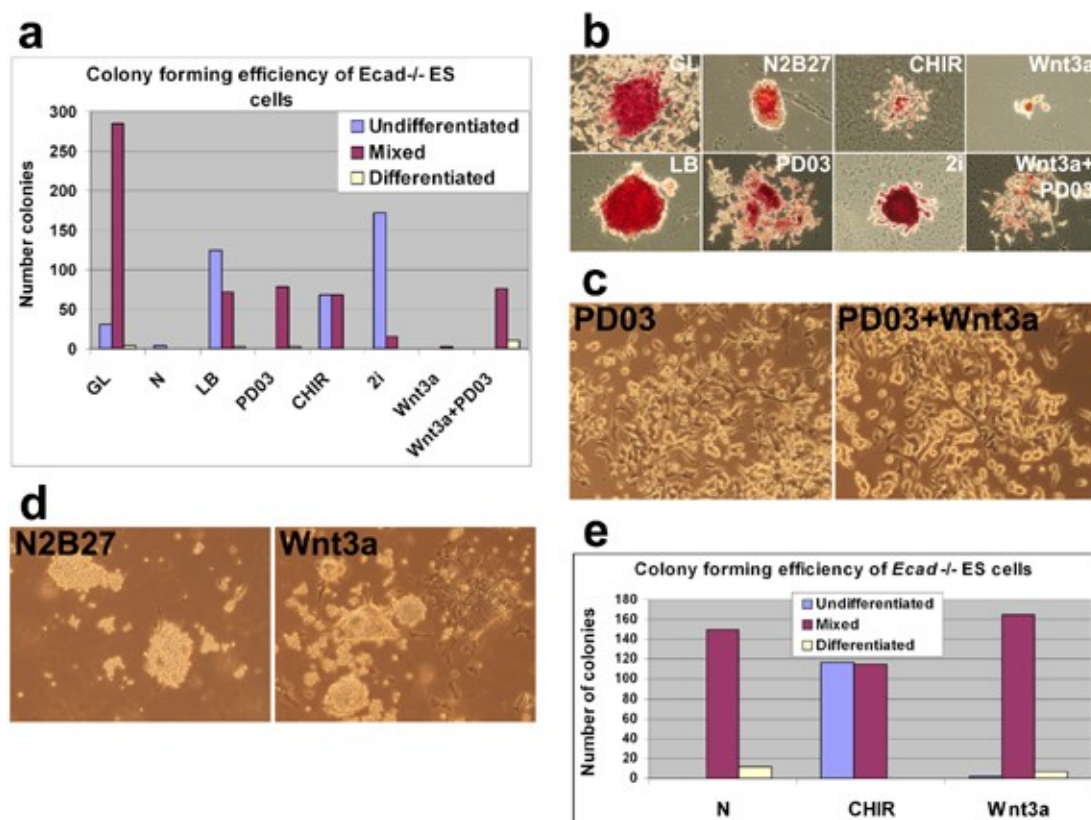 a
Colony forming efficiency of Ecad-/- ES
cells
300
250
200
150
100
50
0
Number colonies
Undifferentiated
Mixed
Differentiated
GL
N
LB
PD03
CHIR
2i
Wnt3a
Wnt3a+PD03
b
GL
N2B27
CHIR
Wnt3a
LB
PD03
2i
Wnt3a+
PD03
c
PD03
PD03+Wnt3a
d
N2B27
Wnt3a
e
Colony forming efficiency of Ecad -/- ES cells
180
160
140
120
100
80
60
40
20
0
Number of colonies
Undifferentiated
Mixed
Differentiated
N
CHIR
Wnt3a